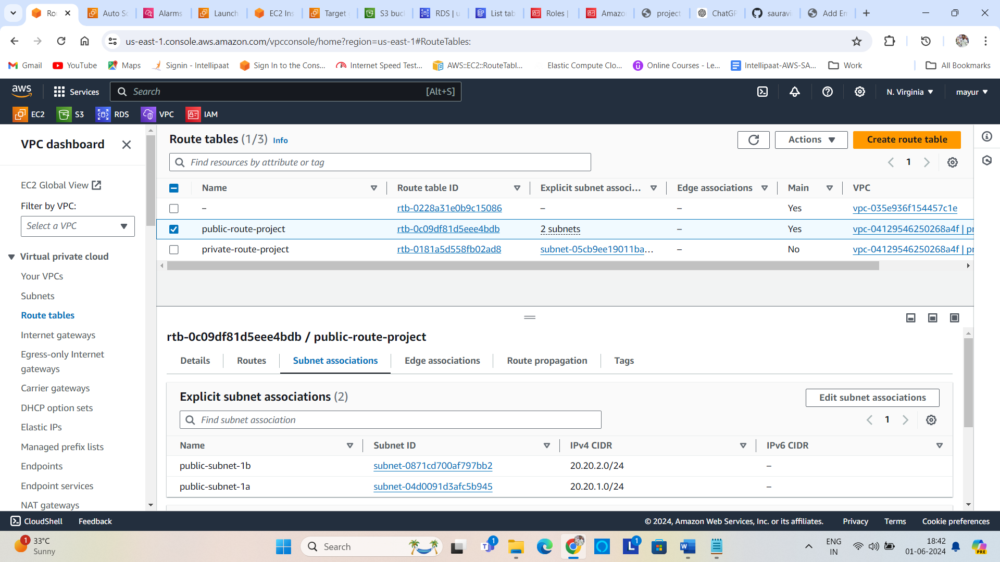 Rou
Auto Sc
Alarms
Launch
EC2 Ins
Target
S3 buck
RDS | u
List tab
Roles |
Amazo
project
ChatGP
saurav
Add Em
us-east-1.console.aws.amazon.com/vpcconsole/home?region=us-east-1#RouteTables:
Gmail
YouTube
Maps
Signin - Intellipaat
Sign In to the Cons...
Internet Speed Test...
AWS::EC2::RouteTabl...
Elastic Compute Clo...
Online Courses - Le...
Intellipaat-AWS-SA...
Work
All Bookmarks
aws
Services
Search
[Alt+S]
N. Virginia
mayur
EC2
S3
RDS
VPC
IAM
VPC dashboard
EC2 Global View
Filter by VPC:
Select a VPC
Virtual private cloud
Your VPCs
Subnets
Route tables
Internet gateways
Egress-only Internet
gateways
Carrier gateways
DHCP option sets
Elastic IPs
Managed prefix lists
Endpoints
Endpoint services
NAT gateways
Route tables (1/3) Info
Actions
Create route table
Find resources by attribute or tag
1
Name Route table ID Explicit subnet associ... Edge associations Main VPC
– rtb-0228a31e0b9c15086 – – Yes vpc-035e936f154457c1e
public-route-project rtb-0c09df81d5eee4bdb 2 subnets – Yes vpc-04129546250268a4f | pr
private-route-project rtb-0181a5d558fb02ad8 subnet-05cb9ee19011ba... – No vpc-04129546250268a4f | pr
rtb-0c09df81d5eee4bdb / public-route-project
Details Routes Subnet associations Edge associations Route propagation Tags
Explicit subnet associations (2)
Edit subnet associations
Find subnet association
1
Name Subnet ID IPv4 CIDR IPv6 CIDR
public-subnet-1b subnet-0871cd700af797bb2 20.20.2.0/24 –
public-subnet-1a subnet-04d0091d3afc5b945 20.20.1.0/24 –
CloudShell Feedback
© 2024, Amazon Web Services, Inc. or its affiliates. Privacy Terms Cookie preferences
1
33°C
Sunny
Search
1
L
1
ENG
IN
18:42
01-06-2024
PRE